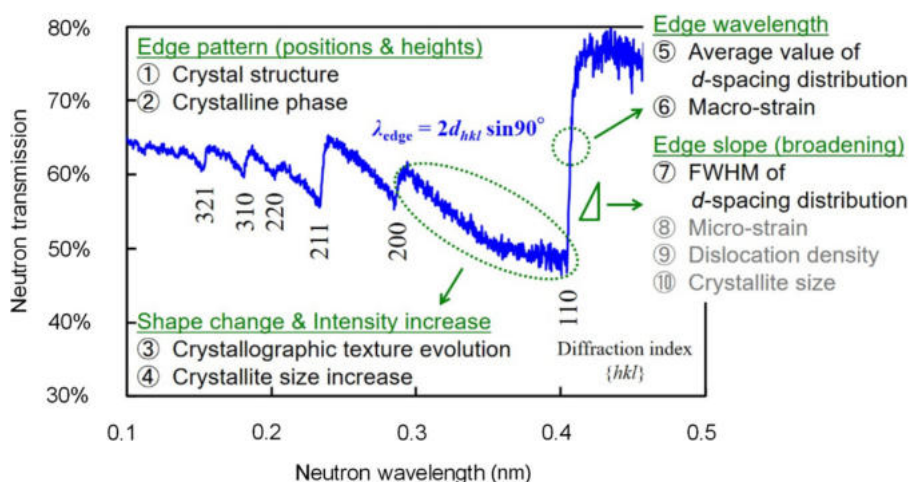 80%
70%
60%
50%
40%
30%
Neutron transmission
Edge pattern (positions & heights)
① Crystal structure
② Crystalline phase
λedge = 2dhkl sin90°
321
310
220
211
200
110
Shape change & Intensity increase
③ Crystallographic texture evolution
④ Crystallite size increase
Diffraction index
{hkl}
Edge wavelength
⑤ Average value of
d-spacing distribution
⑥ Macro-strain
Edge slope (broadening)
⑦ FWHM of
d-spacing distribution
⑧ Micro-strain
⑨ Dislocation density
⑩ Crystallite size
0.1
0.2
0.3
0.4
0.5
Neutron wavelength (nm)